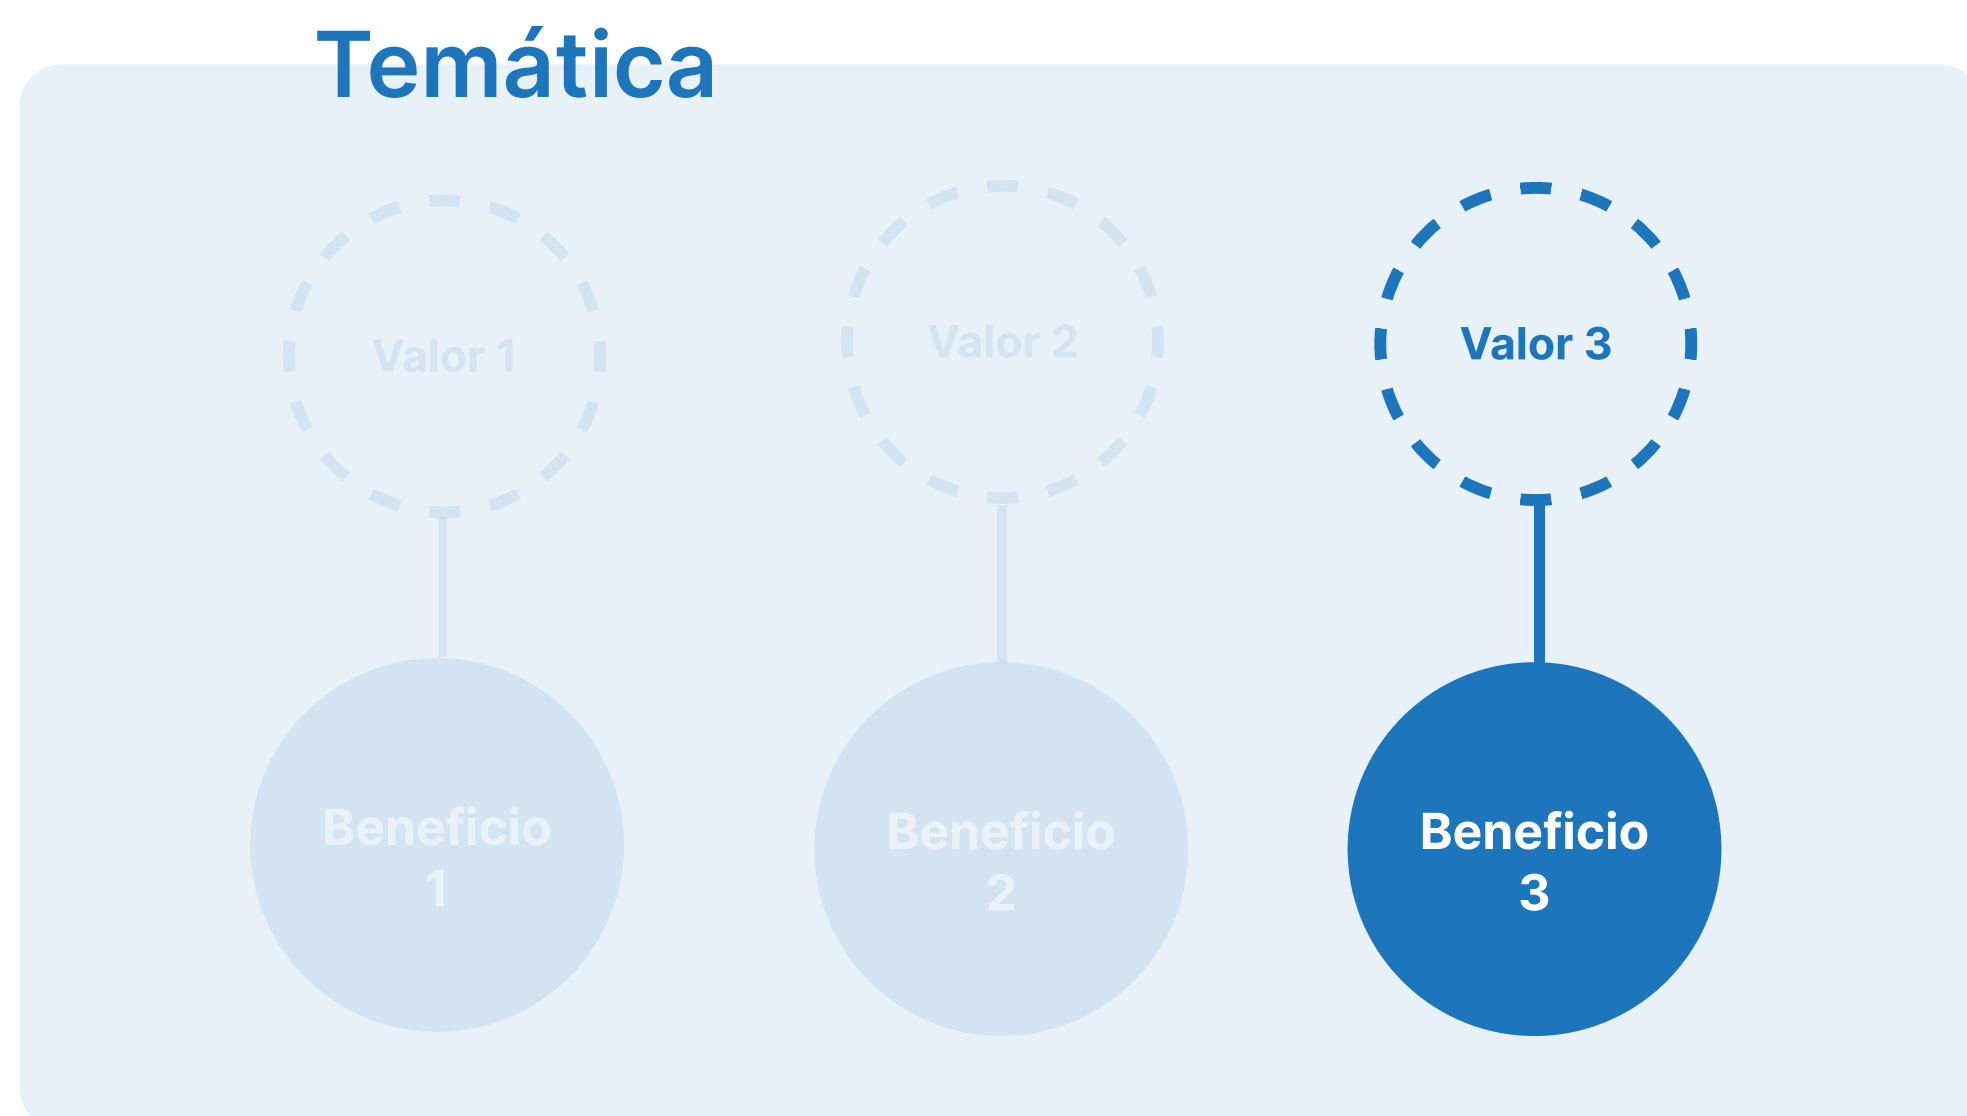 Temática
Valor 1
Valor 2
Valor 3
Beneficio
1
Beneficio
2
Beneficio
3